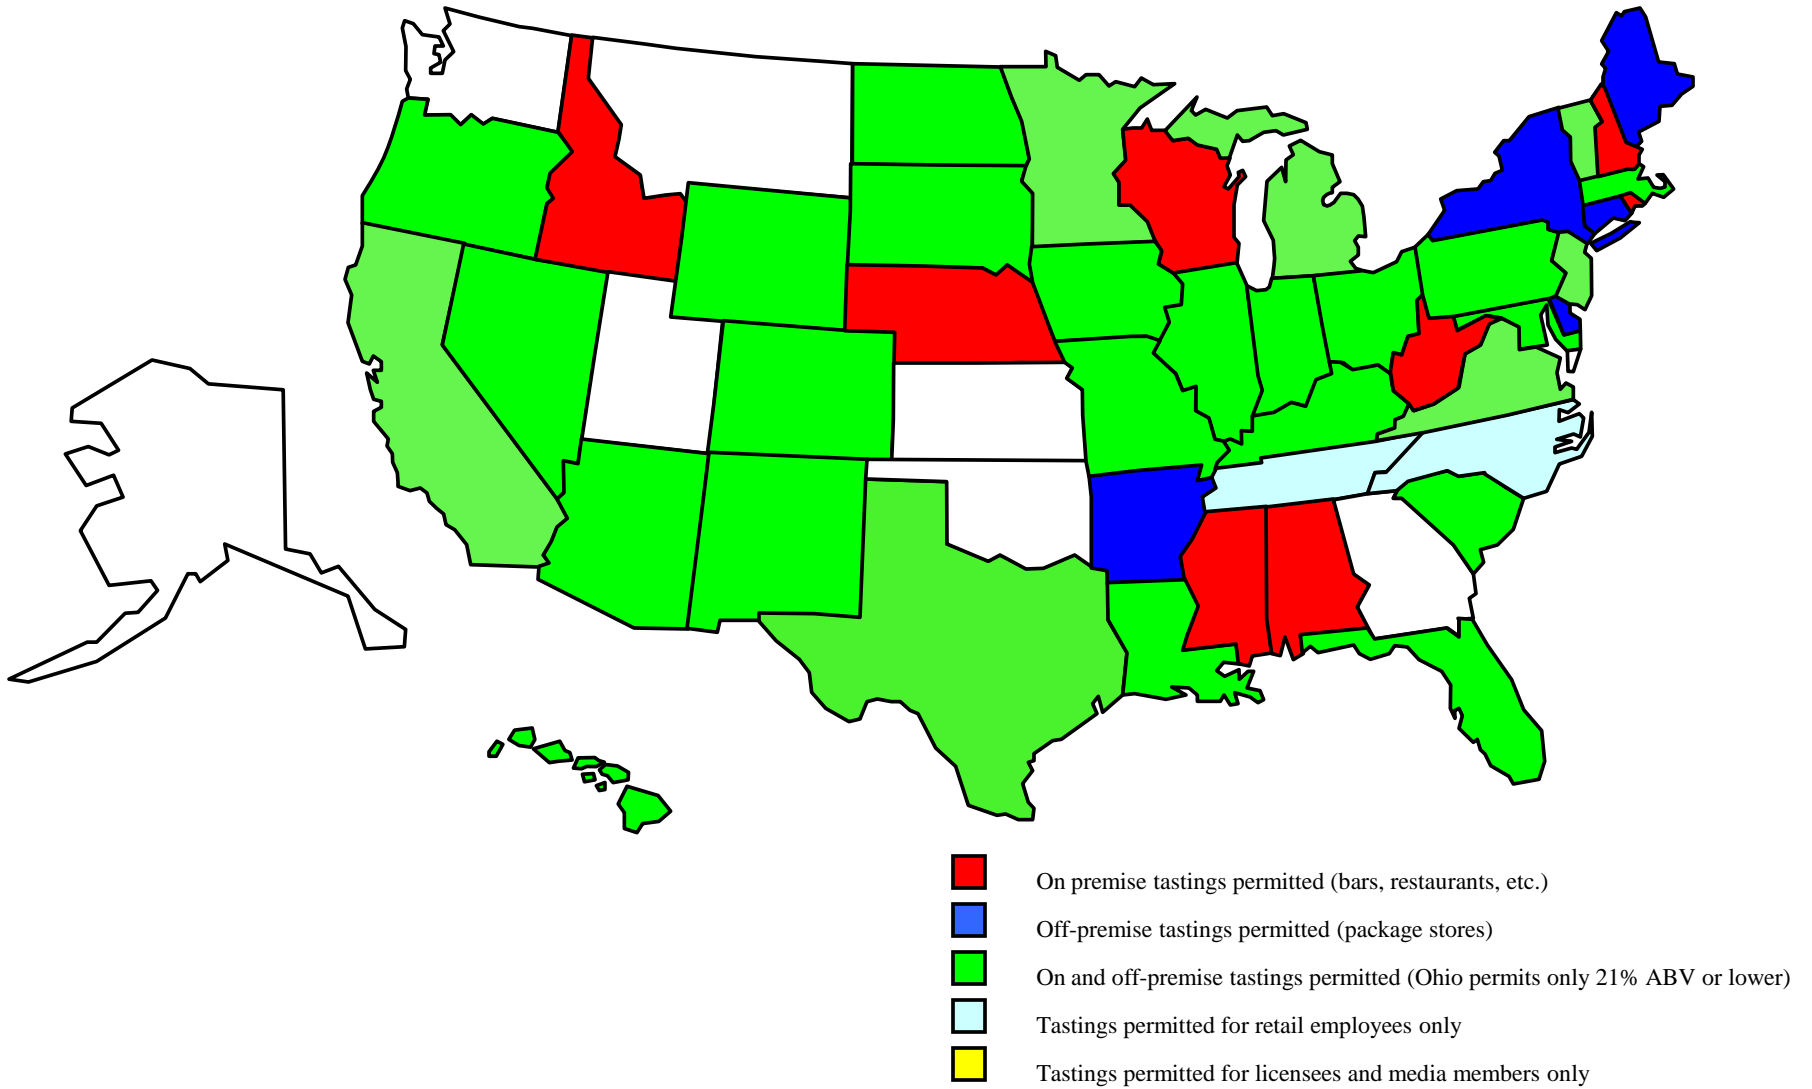 On premise tastings permitted (bars, restaurants, etc.)
Off-premise tastings permitted (package stores)
On and off-premise tastings permitted (Ohio permits only 21% ABV or lower)
Tastings permitted for retail employees only
Tastings permitted for licensees and media members only